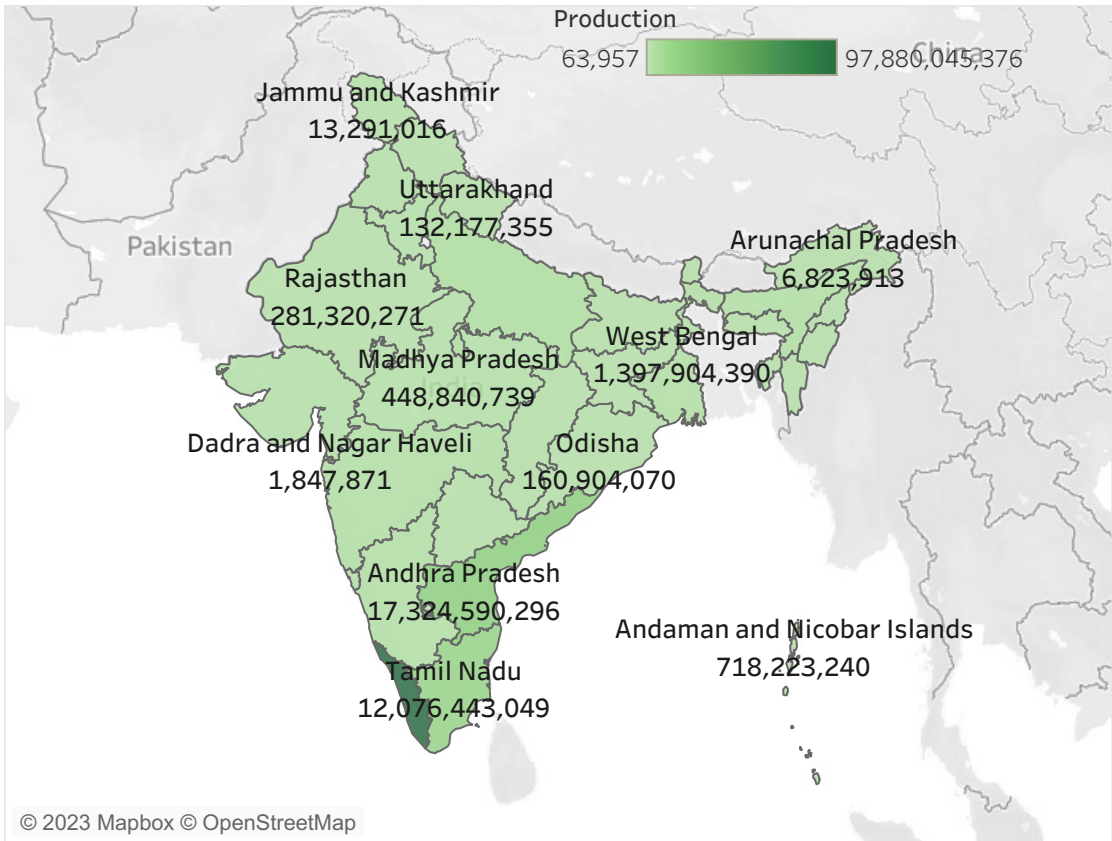 Production
63,957
97,880,045,376
China
Jammu and Kashmir
13,291,016
Uttarakhand
132,177,355
Pakistan
Arunachal Pradesh
6,823,913
Rajasthan
281,320,271
West Bengal
1,397,904,390
Madhya Pradesh
India
448,840,739
Dadra and Nagar Haveli
1,847,871
Odisha
160,904,070
Andhra Pradesh
17,324,590,296
Andaman and Nicobar Islands
718,223,240
Tamil Nadu
12,076,443,049
© 2023 Mapbox © OpenStreetMap